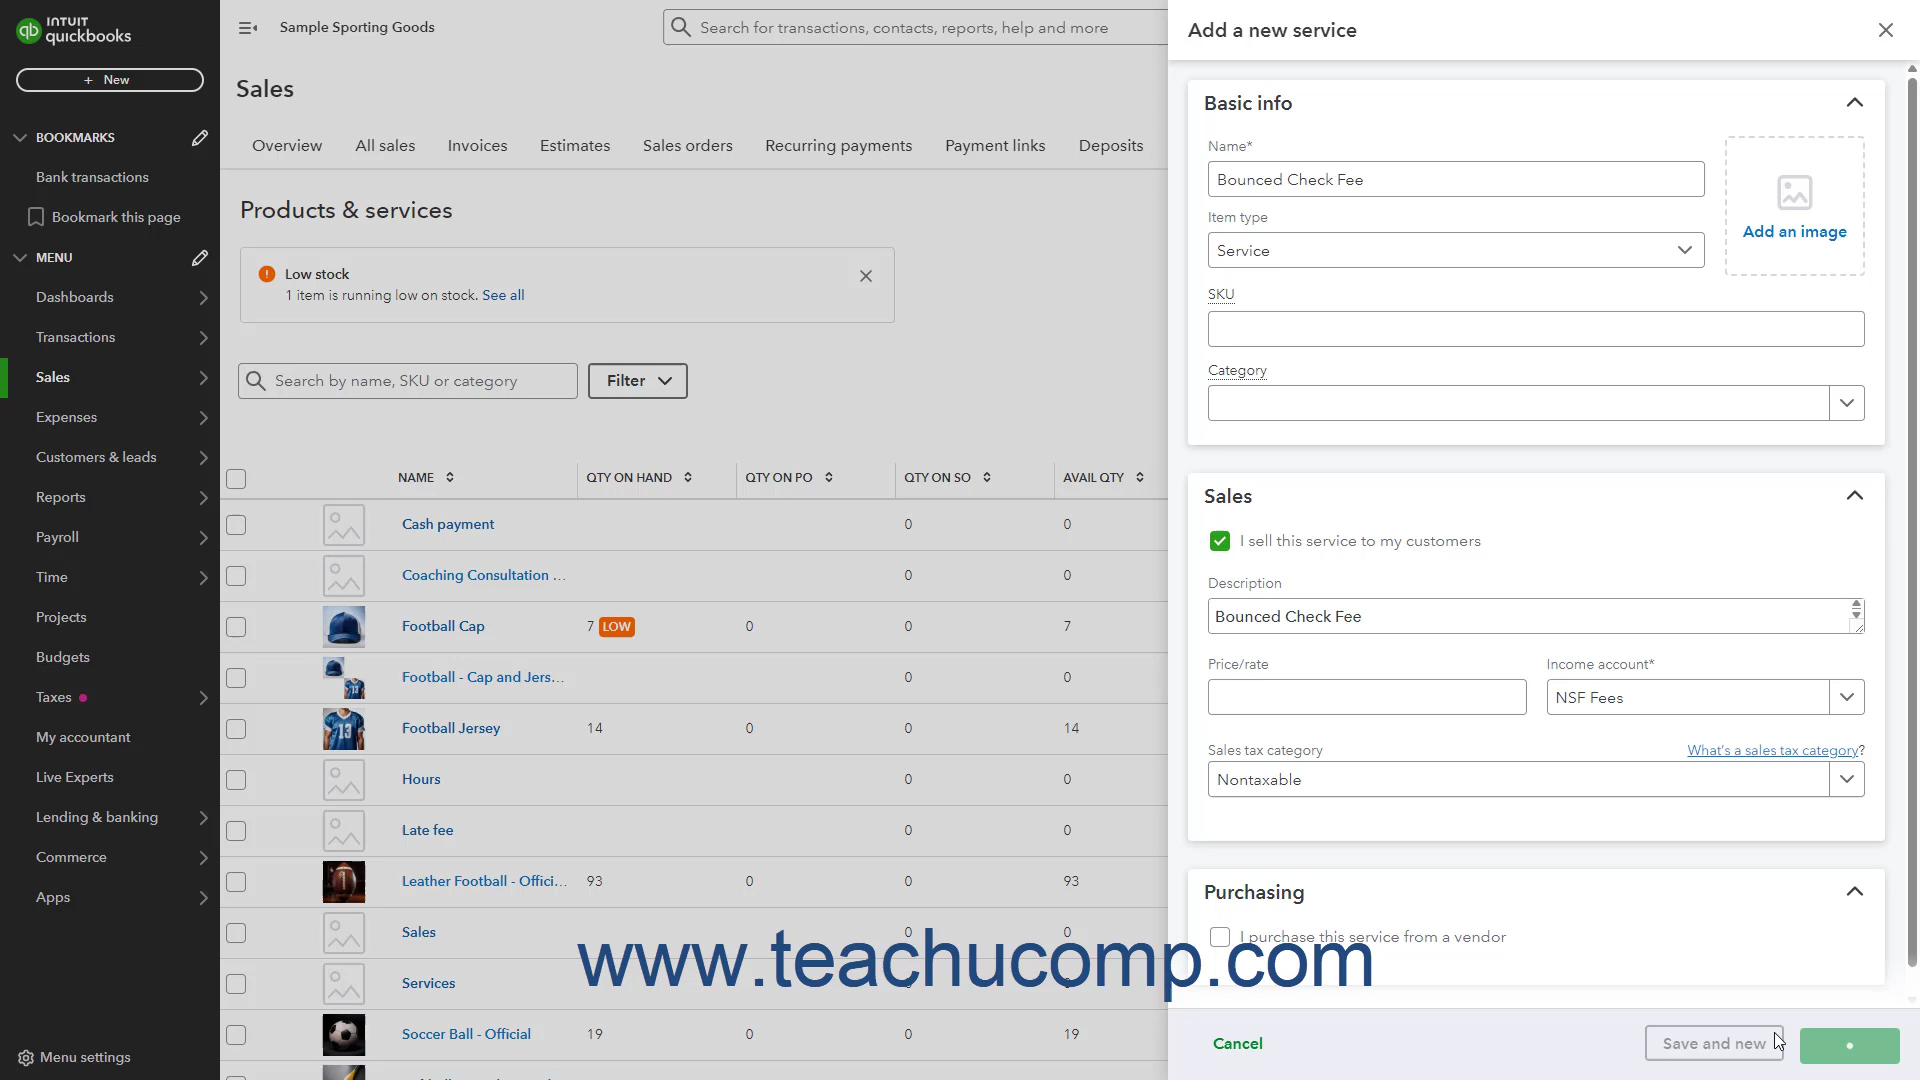 INTUIT
quickbooks
+ New
BOOKMARKS
Bank transactions
Bookmark this page
MENU
Dashboards
Transactions
Sales
Expenses
Customers & leads
Reports
Payroll
Time
Projects
Budgets
Taxes
My accountant
Live Experts
Lending & banking
Commerce
Apps
Menu settings
Sample Sporting Goods
Search for transactions, contacts, reports, help and more
Sales
Overview All sales Invoices Estimates Sales orders Recurring payments Payment links Deposits
Products & services
Low stock
1 item is running low on stock. See all
Search by name, SKU or category
Filter
NAME QTY ON HAND QTY ON PO QTY ON SO AVAIL QTY
Cash payment 0 0
Coaching Consultation ... 0 0
Football Cap 7 LOW 0 0 7
Football - Cap and Jers... 0 0
Football Jersey 14 0 0 14
Hours 0 0
Late fee 0 0
Leather Football - Offici... 93 0 0 93
Sales 0 0
Services
Soccer Ball - Official 19 0 0 19
Add a new service
Basic info
Name*
Bounced Check Fee
Item type
Service
Add an image
SKU
Category
Sales
I sell this service to my customers
Description
Bounced Check Fee
Price/rate
Income account*
NSF Fees
Sales tax category
What's a sales tax category?
Nontaxable
Purchasing
I purchase this service from a vendor
Cancel
Save and new
www.teachucomp.com